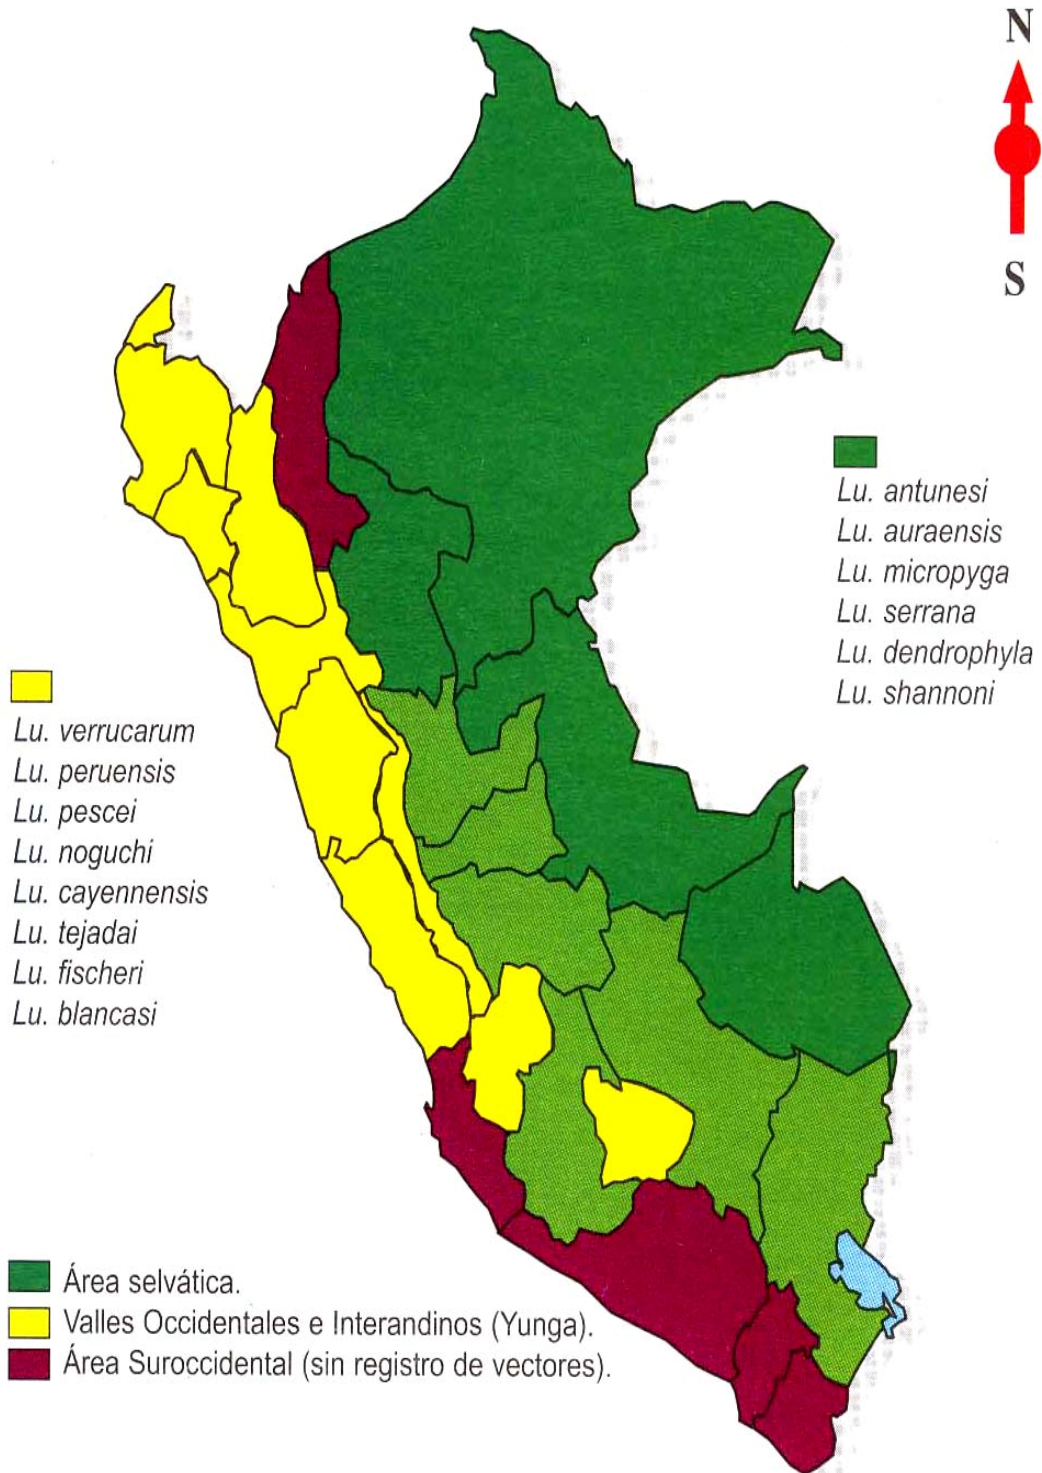 N
S
Lu. antunesi
Lu. auraensis
Lu. micropyga
Lu. serrana
Lu. dendrophyla
Lu. shannoni
Lu. verrucarum
Lu. peruensis
Lu. pescei
Lu. noguchi
Lu. cayennensis
Lu. tejadai
Lu. fischeri
Lu. blancasi
Área selvática.
Valles Occidentales e Interandinos (Yunga).
Área Suroccidental (sin registro de vectores).